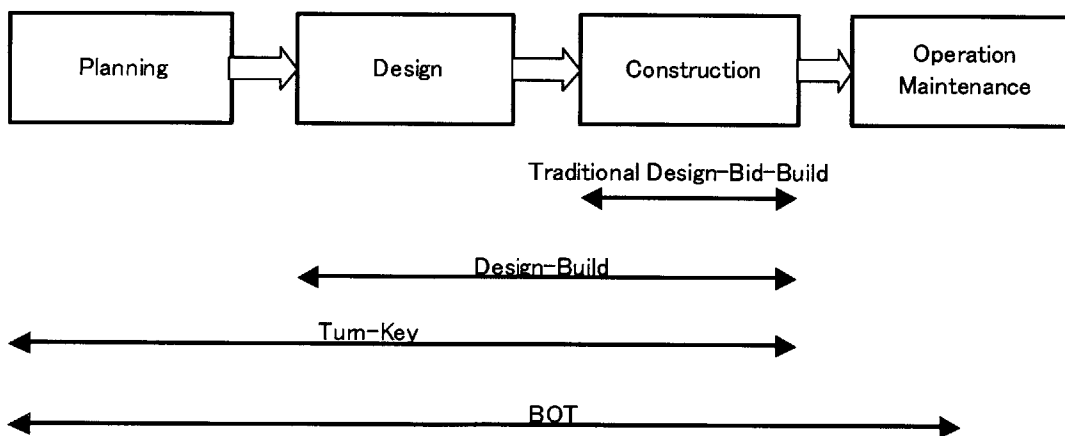 Planning
Design
Construction
Operation
Maintenance
Traditional Design-Bid-Build
Design-Build
Turn-Key
BOT